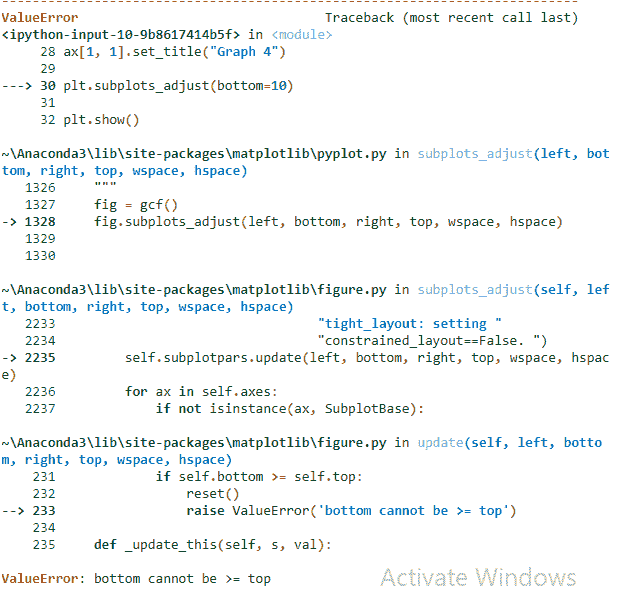 ---------------------------------------------------------------------------
ValueError                                Traceback (most recent call last)
<ipython-input-10-9b8617414b5f> in <module>
     28 ax[1, 1].set_title("Graph 4")
     29
---> 30 plt.subplots_adjust(bottom=10)
     31
     32 plt.show()
~\Anaconda3\lib\site-packages\matplotlib\pyplot.py in subplots_adjust(left, bot
tom, right, top, wspace, hspace)
   1326     """
   1327     fig = gcf()
-> 1328     fig.subplots_adjust(left, bottom, right, top, wspace, hspace)
   1329
   1330
~\Anaconda3\lib\site-packages\matplotlib\figure.py in subplots_adjust(self, lef
t, bottom, right, top, wspace, hspace)
   2233                                  "tight_layout: setting "
   2234                                  "constrained_layout==False. ")
-> 2235         self.subplotpars.update(left, bottom, right, top, wspace, hspac
e)
   2236         for ax in self.axes:
   2237             if not isinstance(ax, SubplotBase):
~\Anaconda3\lib\site-packages\matplotlib\figure.py in update(self, left, botto
m, right, top, wspace, hspace)
    231             if self.bottom >= self.top:
    232                 reset()
--> 233                 raise ValueError('bottom cannot be >= top')
    234
    235     def _update_this(self, s, val):
ValueError: bottom cannot be >= top
Activate Windows